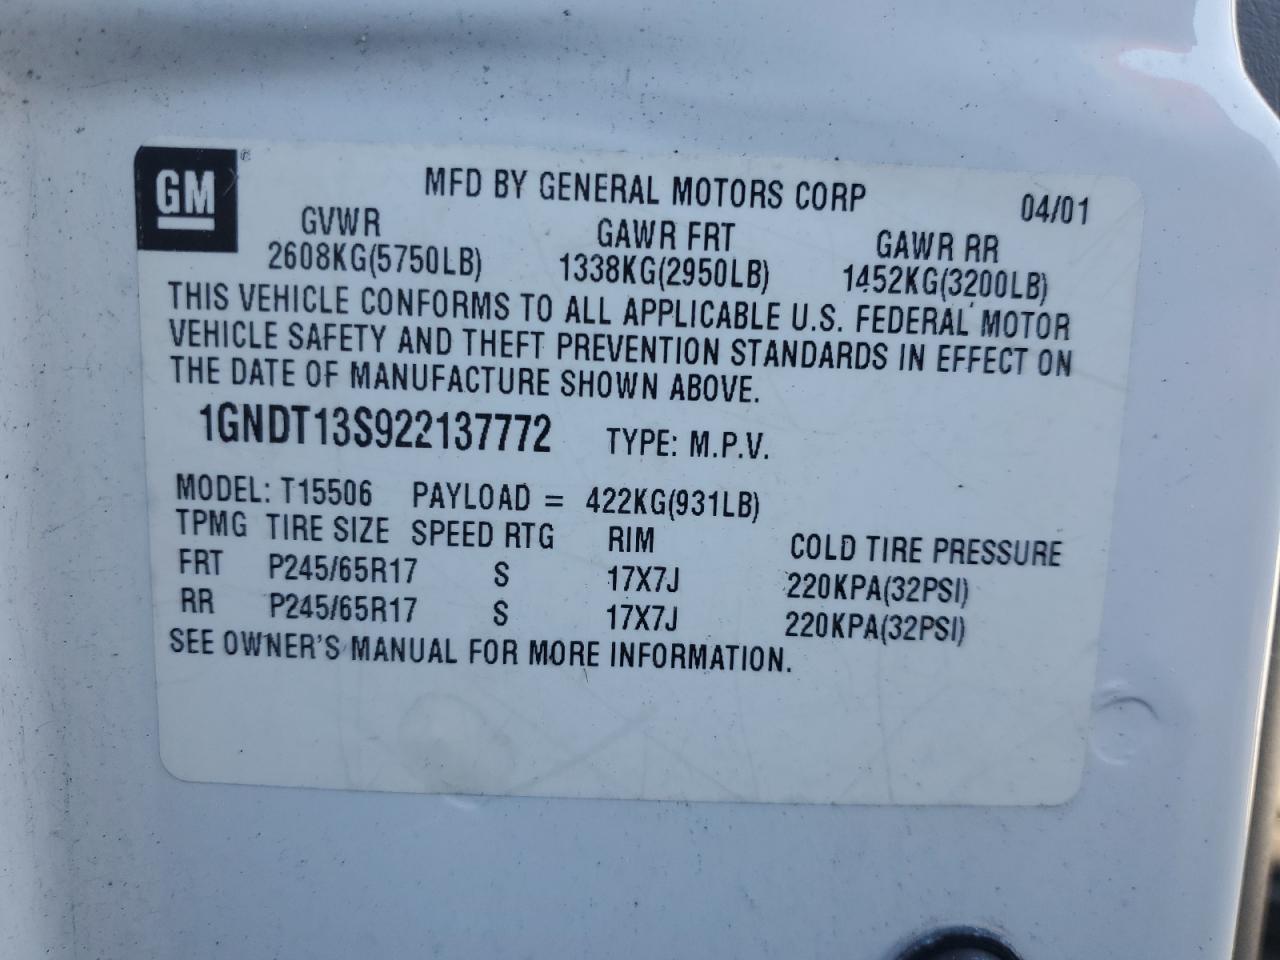 GM®
MFD BY GENERAL MOTORS CORP 04/01
GVWR GAWR FRT GAWR RR
2608KG(5750LB) 1338KG(2950LB) 1452KG(3200LB)
THIS VEHICLE CONFORMS TO ALL APPLICABLE U.S. FEDERAL MOTOR
VEHICLE SAFETY AND THEFT PREVENTION STANDARDS IN EFFECT ON
THE DATE OF MANUFACTURE SHOWN ABOVE.
1GNDT13S922137772 TYPE: M.P.V.
MODEL: T15506 PAYLOAD = 422KG(931LB)
TPMG TIRE SIZE SPEED RTG RIM COLD TIRE PRESSURE
FRT P245/65R17 S 17X7J 220KPA(32PSI)
RR P245/65R17 S 17X7J 220KPA(32PSI)
SEE OWNER'S MANUAL FOR MORE INFORMATION.